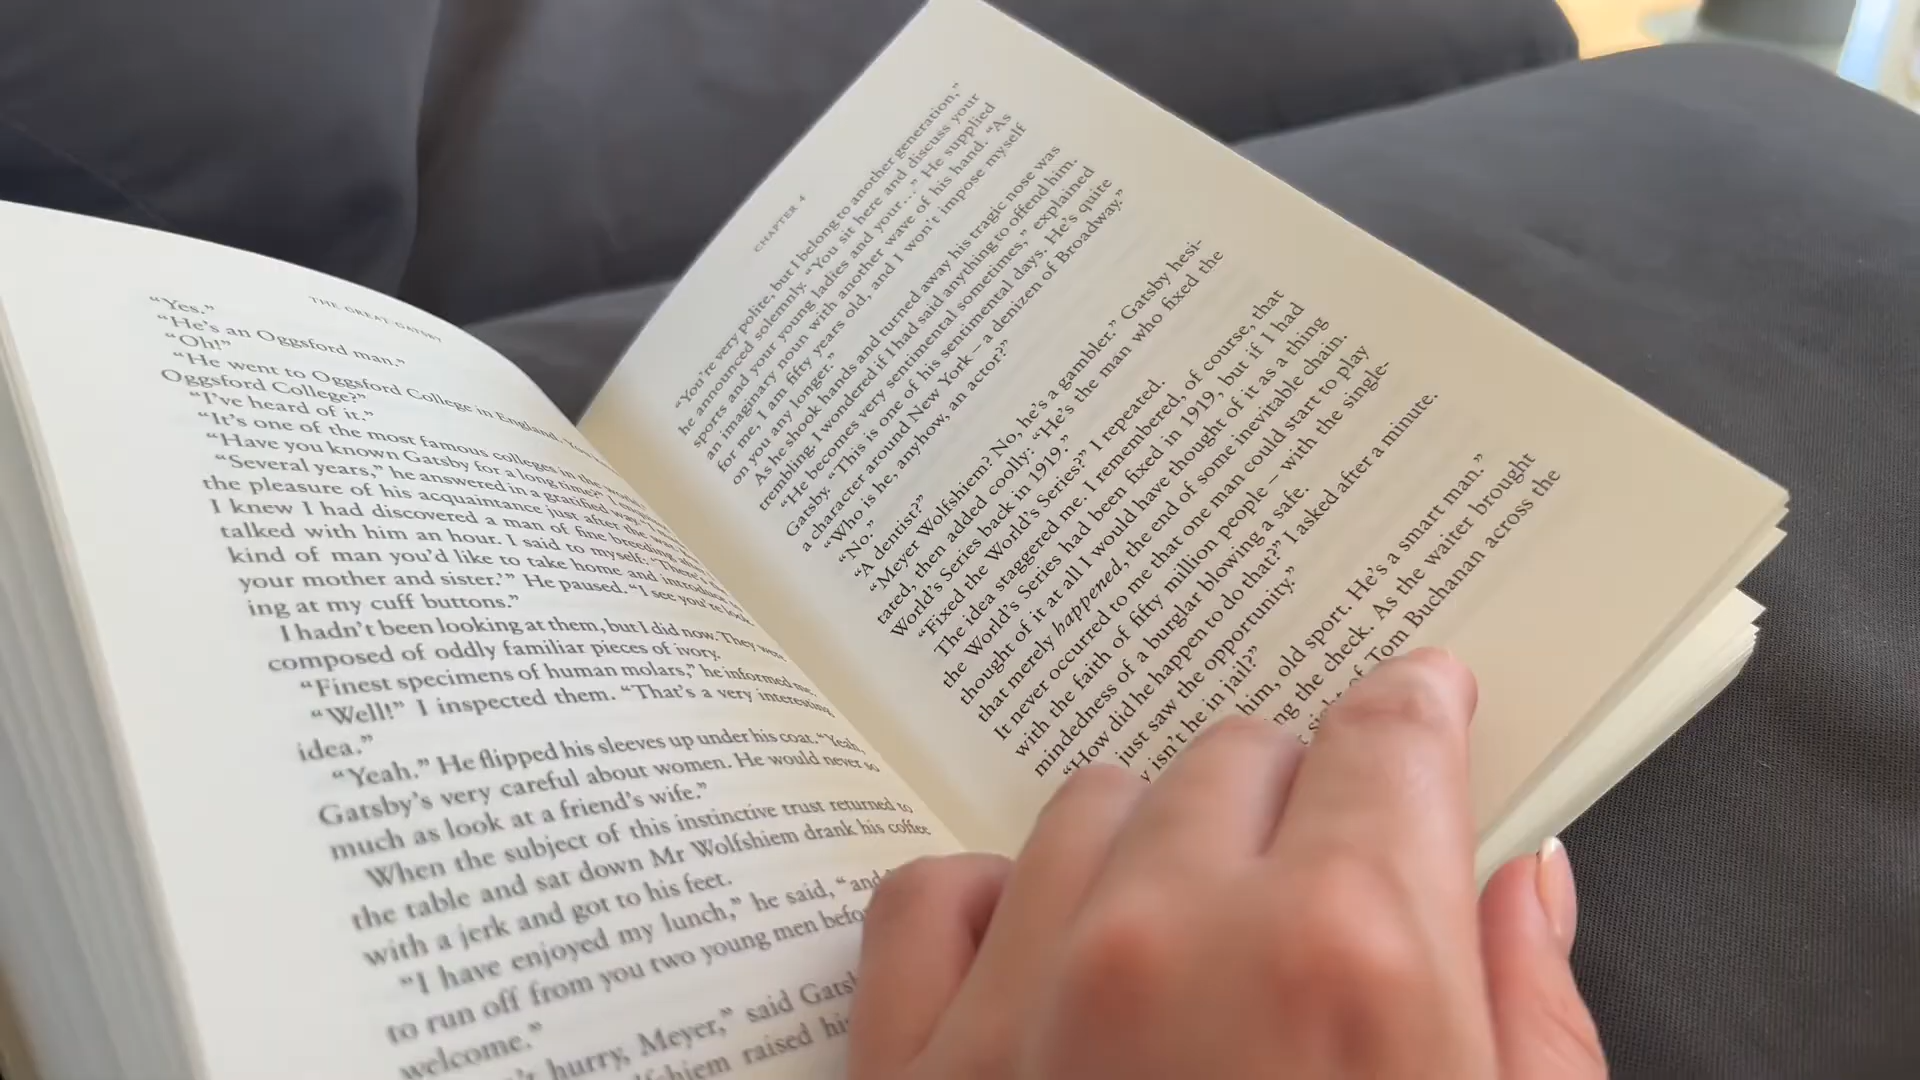 THE GREAT GATSBY
“Yes.”
“He’s an Oggsford man.”
“Oh!”
“He went to Oggsford College in England. You
Oggsford College?”
“I’ve heard of it.”
“It’s one of the most famous colleges in the world.”
“Have you known Gatsby for a long time?”
“Several years,” he answered in a gratified way.
the pleasure of his acquaintance just after the war.
I knew I had discovered a man of fine breeding after
talked with him an hour. I said to myself: ‘There’s
kind of man you’d like to take home and introduce
your mother and sister.’” He paused. “I see you’re look-
ing at my cuff buttons.”
I hadn’t been looking at them, but I did now. They were
composed of oddly familiar pieces of ivory.
“Finest specimens of human molars,” he informed me.
“Well!” I inspected them. “That’s a very interesting
idea.”
“Yeah.” He flipped his sleeves up under his coat. “Yeah,
Gatsby’s very careful about women. He would never so
much as look at a friend’s wife.”
When the subject of this instinctive trust returned to
the table and sat down Mr Wolfshiem drank his coffee
with a jerk and got to his feet.
“I have enjoyed my lunch,” he said, “and
to run off from you two young men before
welcome.”
hurry, Meyer,” said
raised
CHAPTER 4
“You’re very polite, but I belong to another generation,”
he announced solemnly. “You sit here and discuss your
sports and your young ladies and your…” He supplied
an imaginary noun with another wave of his hand. “As
for me, I am fifty years old, and I won’t impose myself
on you any longer.”
As he shook hands and turned away his tragic nose was
trembling. I wondered if I had said anything to offend him.
“He becomes very sentimental sometimes,” explained
Gatsby. “This is one of his sentimental days. He’s quite
a character around New York – a denizen of Broadway.”
“Who is he, anyhow, an actor?”
“No.”
“A dentist?”
“Meyer Wolfshiem? No, he’s a gambler.” Gatsby hesi-
tated, then added coolly: “He’s the man who fixed the
World’s Series back in 1919.”
“Fixed the World’s Series?” I repeated.
The idea staggered me. I remembered, of course, that
the World’s Series had been fixed in 1919, but if I had
thought of it at all I would have thought of it as a thing
that merely happened, the end of some inevitable chain.
It never occurred to me that one man could start to play
with the faith of fifty million people – with the single-
mindedness of a burglar blowing a safe.
“How did he happen to do that?” I asked after a minute.
just saw the opportunity.”
isn’t he in jail?”
him, old sport. He’s a smart man.”
the check. As the waiter brought
of Tom Buchanan across the